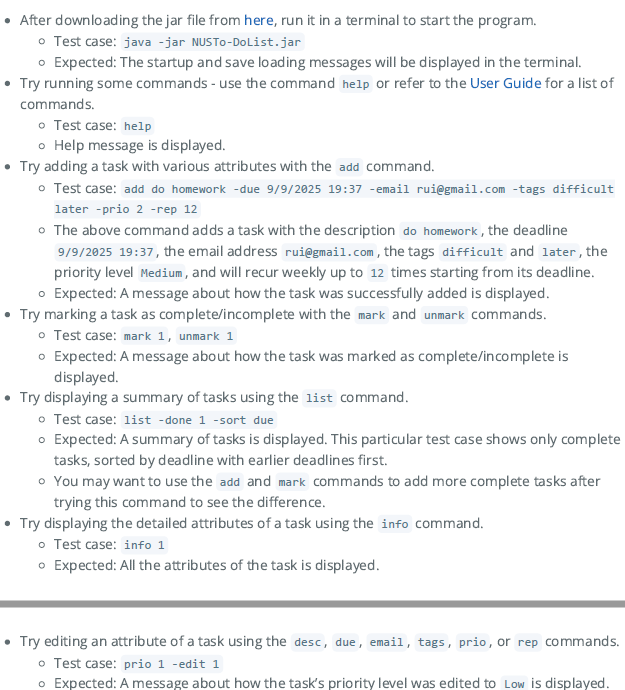 • After downloading the jar file from here, run it in a terminal to start the program.
◦ Test case: java -jar NUSTo-DoList.jar
◦ Expected: The startup and save loading messages will be displayed in the terminal.
• Try running some commands - use the command help or refer to the User Guide for a list of
commands.
◦ Test case: help
◦ Help message is displayed.
• Try adding a task with various attributes with the add command.
◦ Test case: add do homework -due 9/9/2025 19:37 -email rui@gmail.com -tags difficult
later -prio 2 -rep 12
◦ The above command adds a task with the description do homework, the deadline
9/9/2025 19:37, the email address rui@gmail.com, the tags difficult and later, the
priority level Medium, and will recur weekly up to 12 times starting from its deadline.
◦ Expected: A message about how the task was successfully added is displayed.
• Try marking a task as complete/incomplete with the mark and unmark commands.
◦ Test case: mark 1, unmark 1
◦ Expected: A message about how the task was marked as complete/incomplete is
displayed.
• Try displaying a summary of tasks using the list command.
◦ Test case: list -done 1 -sort due
◦ Expected: A summary of tasks is displayed. This particular test case shows only complete
tasks, sorted by deadline with earlier deadlines first.
◦ You may want to use the add and mark commands to add more complete tasks after
trying this command to see the difference.
• Try displaying the detailed attributes of a task using the info command.
◦ Test case: info 1
◦ Expected: All the attributes of the task is displayed.
• Try editing an attribute of a task using the desc, due, email, tags, prio, or rep commands.
◦ Test case: prio 1 -edit 1
◦ Expected: A message about how the task's priority level was edited to Low is displayed.